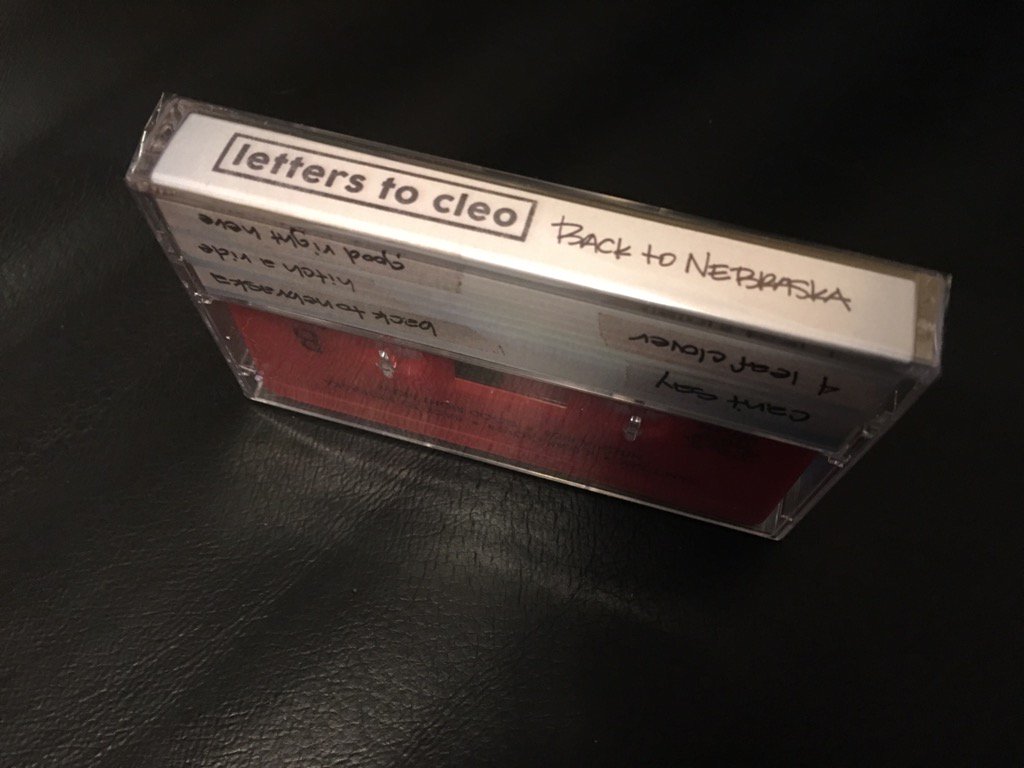 letters to cleo
BACK to NEBRASKA
back to nebraska
hitch a ride
good right here
can't say
4 leaf clover